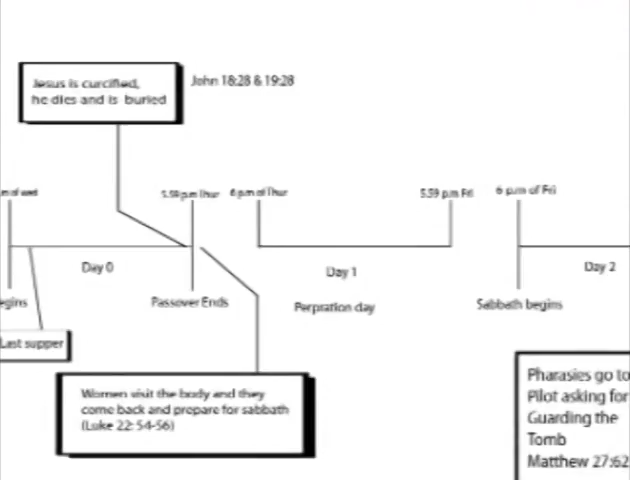 Jesus is curcified,
he dies and is buried
John 18:28 & 19:28
5.59 p.m Thur
6 p.m of Thur
5.59 p.m Fri
6 p.m of Fri
Day 0
Day 1
Day 2
egins
Passover Ends
Perpration day
Sabbath begins
Last supper
Women visit the body and they
come back and prepare for sabbath
(Luke 22: 54-56)
Pharasies go to
Pilot asking for
Guarding the
Tomb
Matthew 27:62